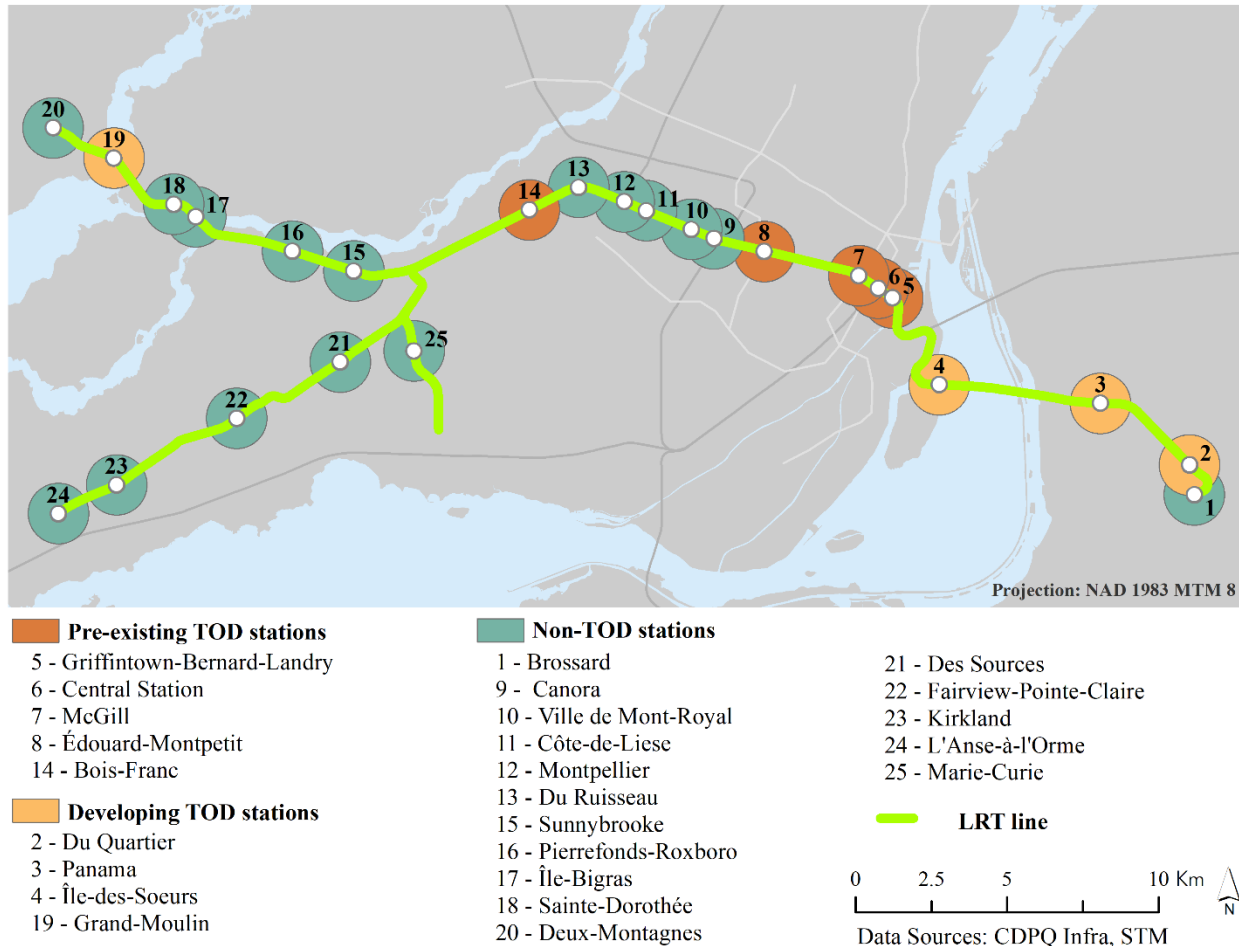 20
19
18
17
16
15
14
13
12
11
10
9
8
7
6
5
21
25
22
23
24
4
3
2
1
Projection: NAD 1983 MTM 8
Pre-existing TOD stations
5 - Griffintown-Bernard-Landry
6 - Central Station
7 - McGill
8 - Édouard-Montpetit
14 - Bois-Franc
Developing TOD stations
2 - Du Quartier
3 - Panama
4 - Île-des-Soeurs
19 - Grand-Moulin
Non-TOD stations
1 - Brossard
9 - Canora
10 - Ville de Mont-Royal
11 - Côte-de-Liese
12 - Montpellier
13 - Du Ruisseau
15 - Sunnybrooke
16 - Pierrefonds-Roxboro
17 - Île-Bigras
18 - Sainte-Dorothée
20 - Deux-Montagnes
21 - Des Sources
22 - Fairview-Pointe-Claire
23 - Kirkland
24 - L'Anse-à-l'Orme
25 - Marie-Curie
LRT line
0 2.5 5 10 Km
N
Data Sources: CDPQ Infra, STM